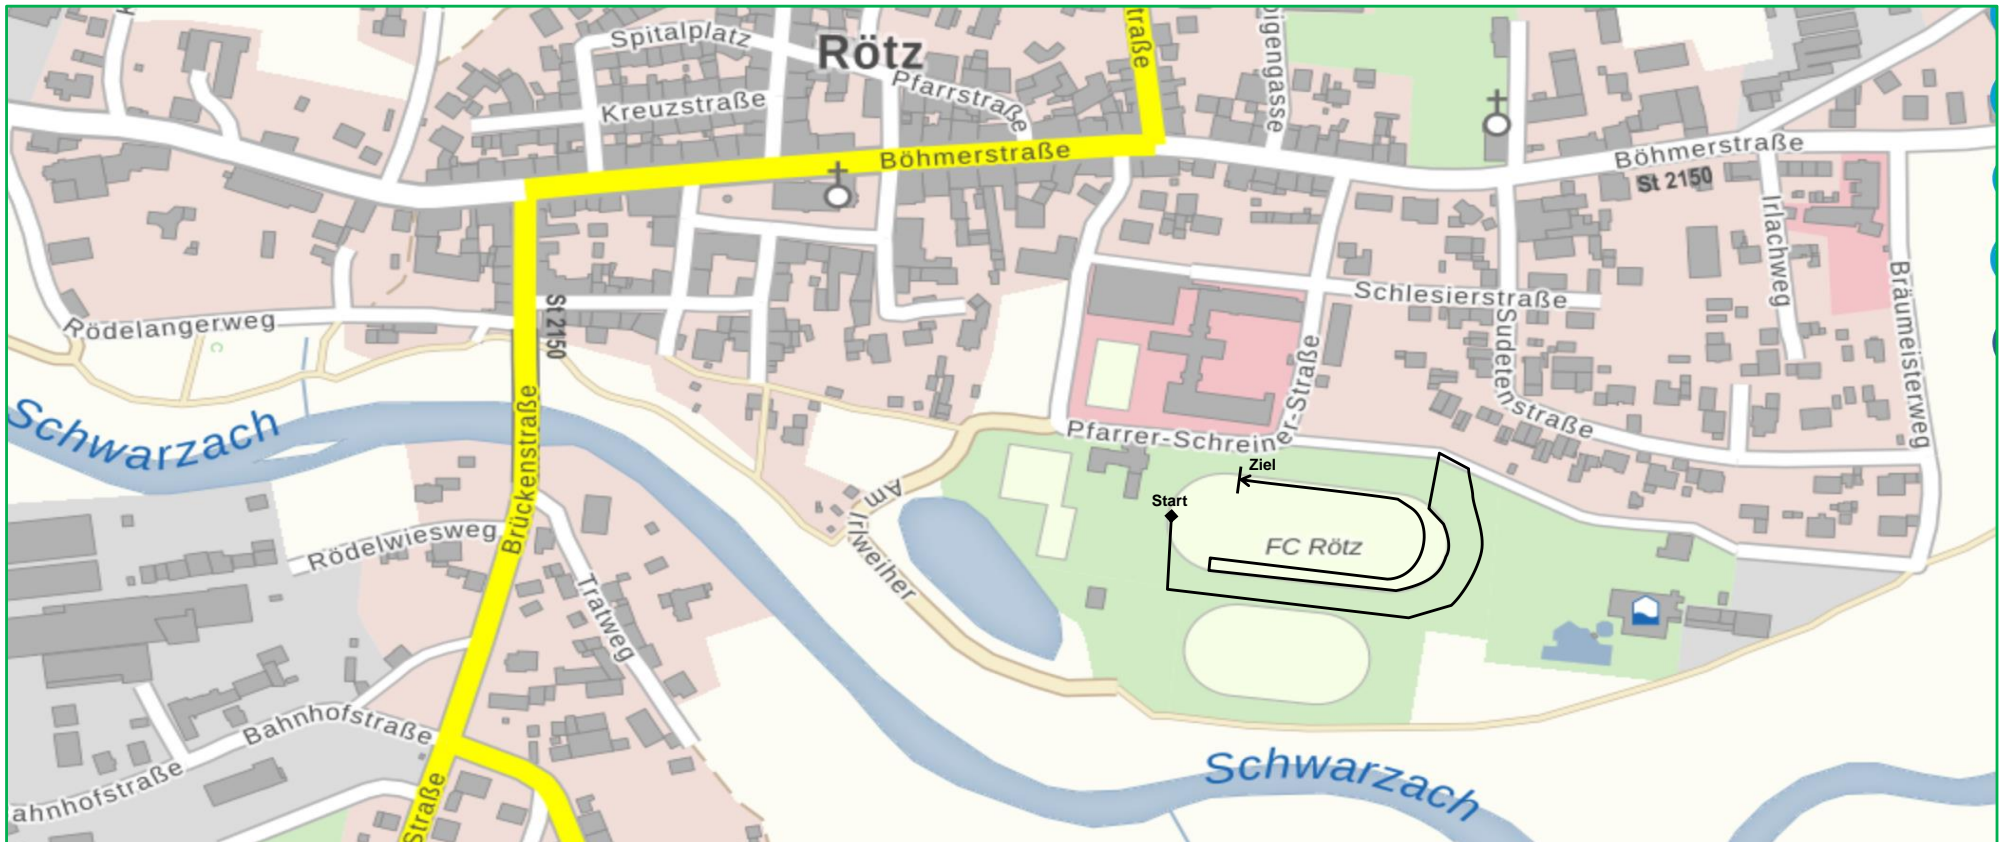 Spitalplatz
Rötz
traße
Pfarrstraße
Kreuzstraße
Böhmerstraße
Böhmerstraße
St 2150
Irlachweg
Bräumeisterweg
Schlesierstraße
Sudetenstraße
St 2150
Rödelangerweg
Schwarzach
Brückenstraße
Pfarrer-Schreiner-Straße
Ziel
Start
FC Rötz
Am Irlweiher
Rödelwiesweg
Tratweg
Bahnhofstraße
ahnhofstraße
Straße
Schwarzach